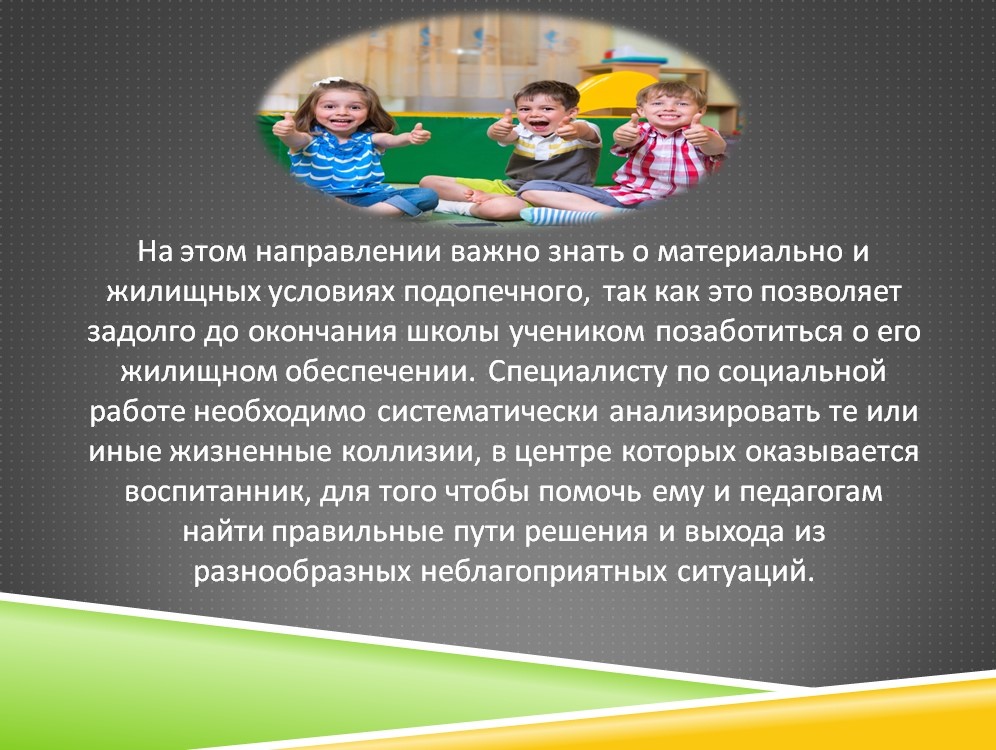 На этом направлении важно знать о материально и
жилищных условиях подопечного, так как это позволяет
задолго до окончания школы учеником позаботиться о его
жилищном обеспечении. Специалисту по социальной
работе необходимо систематически анализировать те или
иные жизненные коллизии, в центре которых оказывается
воспитанник, для того чтобы помочь ему и педагогам
найти правильные пути решения и выхода из
разнообразных неблагоприятных ситуаций.